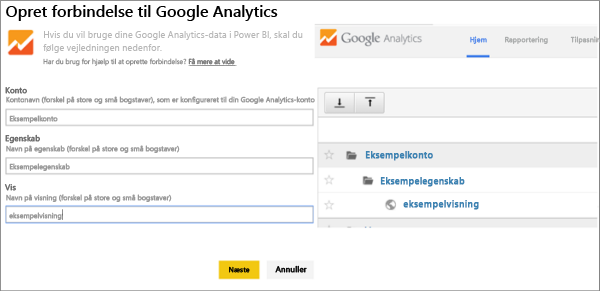 Opret forbindelse til Google Analytics
Hvis du vil bruge dine Google Analytics-data i Power BI, skal du
følge vejledningen nedenfor.
Har du brug for hjælp til at oprette forbindelse? Få mere at vide
Konto
Kontonavn (forskel på store og små bogstaver), som er konfigureret til din Google Analytics-konto
Eksempelkonto
Egenskab
Navn på egenskab (forskel på store og små bogstaver)
Eksempelegenskab
Vis
Navn på visning (forskel på store og små bogstaver)
eksempelvisning
Næste Annuller
Google Analytics Hjem Rapportering Tilpasnin
Eksempelkonto
Eksempelegenskab
eksempelvisning